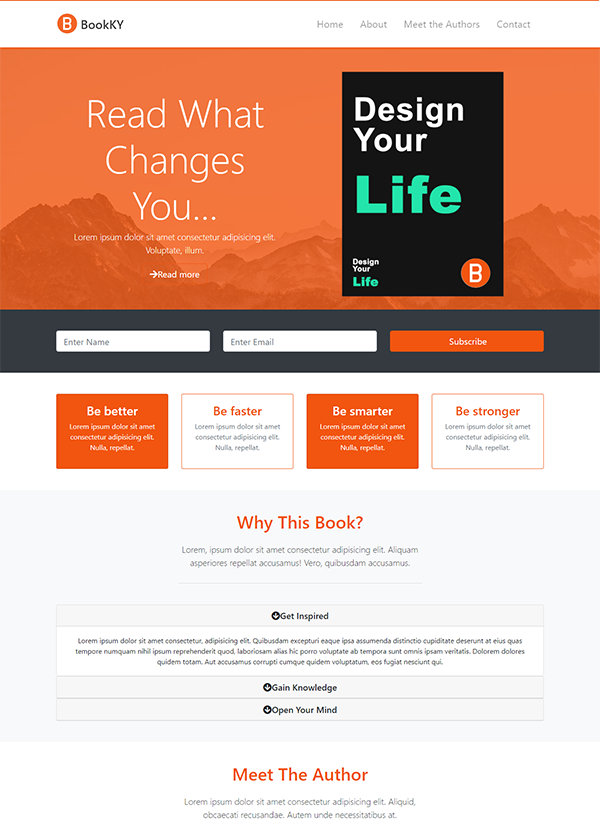 B BookKY
Home About Meet the Authors Contact
Read What
Changes
You...
Lorem ipsum dolor sit amet consectetur adipisicing elit.
Voluptate, illum.
Read more
Design
Your
Life
Design
Your
Life
B
Enter Name
Enter Email
Subscribe
Be better
Lorem ipsum dolor sit amet
consectetur adipisicing elit.
Nulla, repellat.
Be faster
Lorem ipsum dolor sit amet
consectetur adipisicing elit.
Nulla, repellat.
Be smarter
Lorem ipsum dolor sit amet
consectetur adipisicing elit.
Nulla, repellat.
Be stronger
Lorem ipsum dolor sit amet
consectetur adipisicing elit.
Nulla, repellat.
Why This Book?
Lorem, ipsum dolor sit amet consectetur adipisicing elit. Aliquam
asperiores repellat accusamus! Vero, quibusdam accusamus.
Get Inspired
Lorem ipsum dolor sit amet consectetur, adipisicing elit. Quibusdam excepturi eaque ipsa assumenda distinctio cupiditate deserunt at eius quas
tempore numquam nihil ipsum reprehenderit quod, laboriosam alias hic porro voluptate ab tempora sunt omnis ipsam veritatis. Dolorem dolores
quidem totam. Aut accusamus corrupti cumque quidem voluptatum, eos fugiat nesciunt qui.
Gain Knowledge
Open Your Mind
Meet The Author
Lorem ipsum dolor sit amet consectetur adipisicing elit. Aliquid,
obcaecati recusandae. Autem unde necessitatibus at.